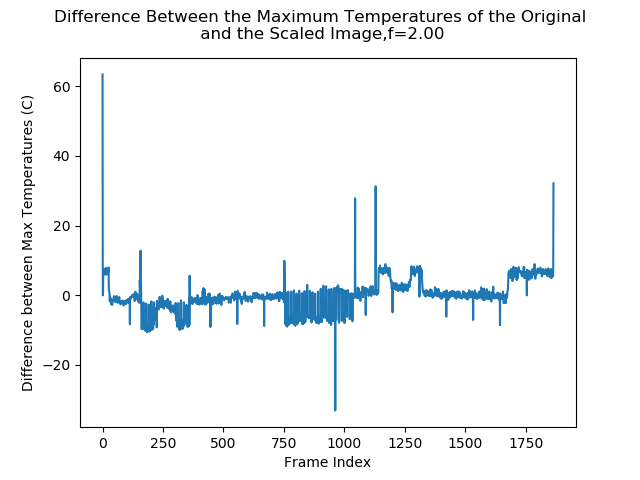 Difference Between the Maximum Temperatures of the Original
and the Scaled Image,f=2.00
Difference between Max Temperatures (C)
60
40
20
0
−20
0 250 500 750 1000 1250 1500 1750
Frame Index